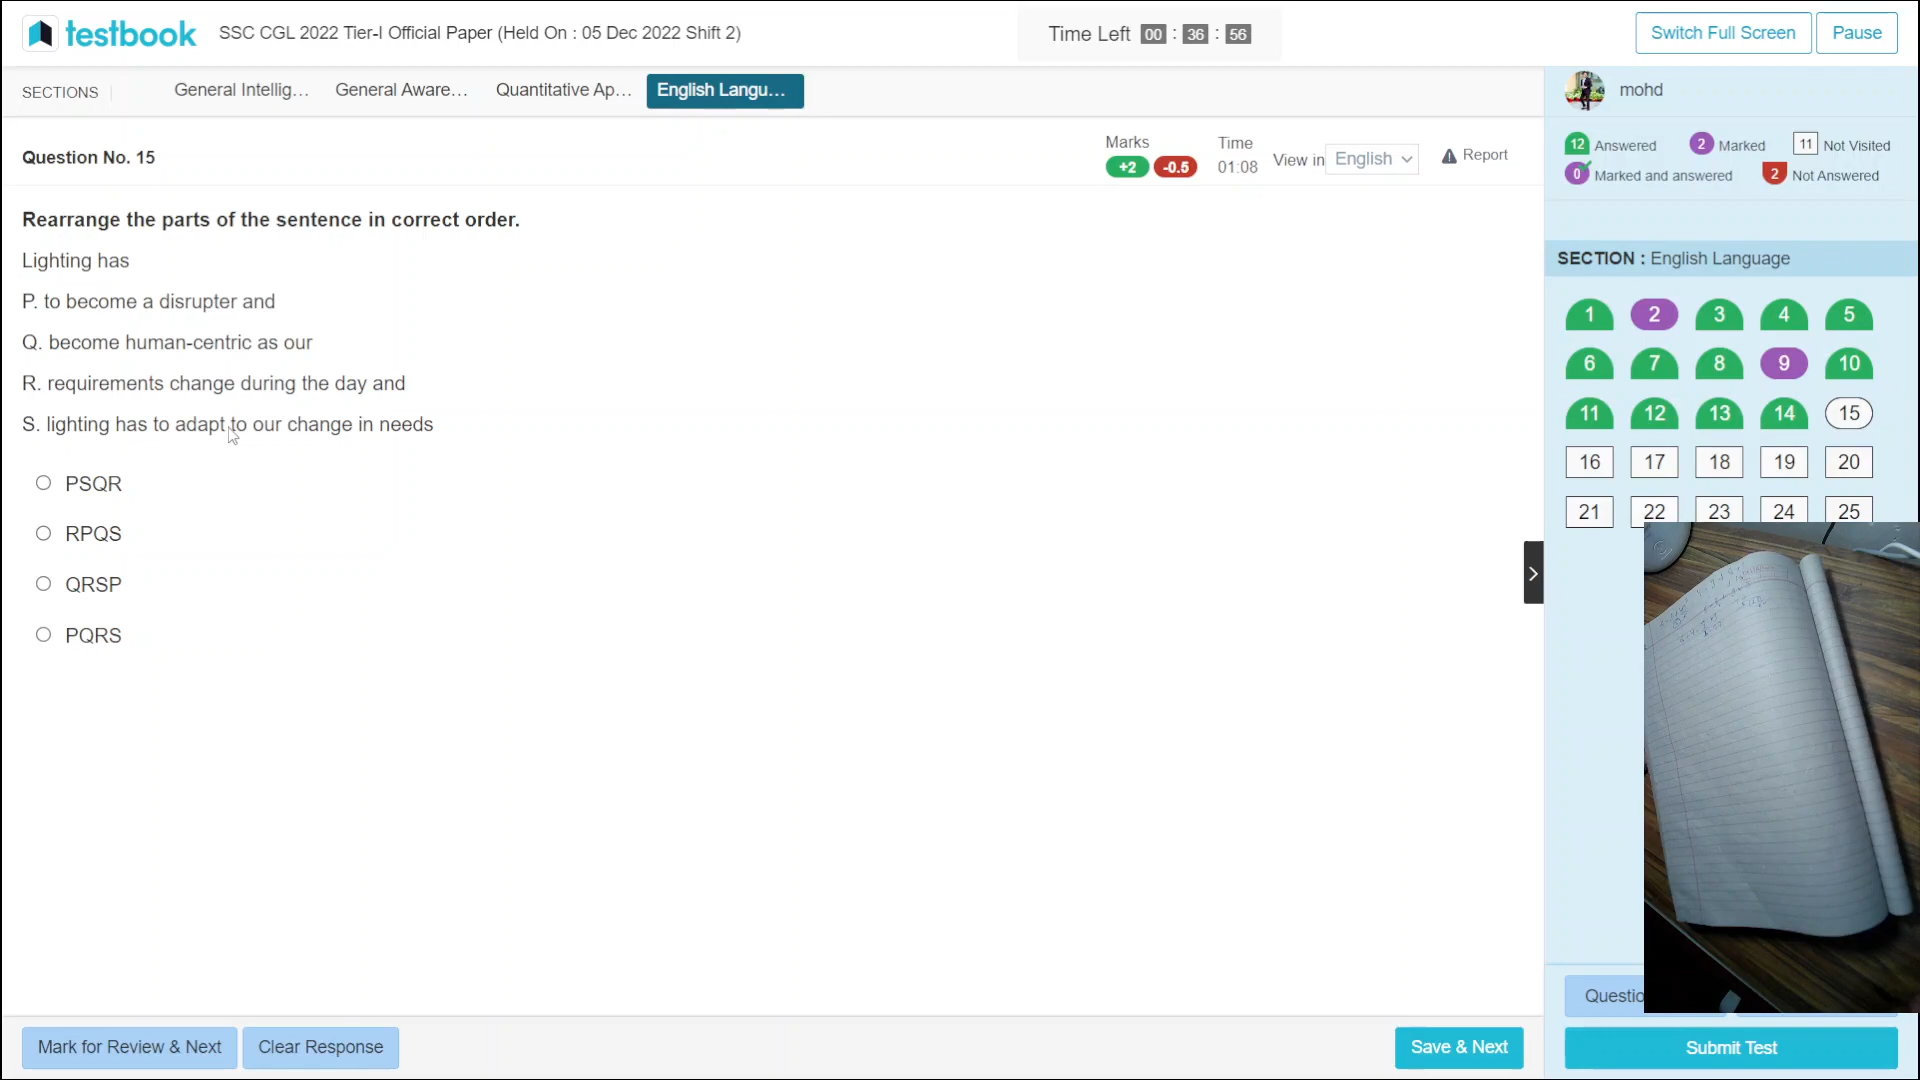 testbook
SSC CGL 2022 Tier-I Official Paper (Held On : 05 Dec 2022 Shift 2)
Time Left 00 : 36 : 56
Switch Full Screen
Pause
SECTIONS
General Intellig...
General Aware...
Quantitative Ap...
English Langu...
mohd
Question No. 15
Marks
+2 -0.5
Time
01:08
View in English
Report
12 Answered
2 Marked
11 Not Visited
0 Marked and answered
2 Not Answered
Rearrange the parts of the sentence in correct order.
Lighting has
P. to become a disrupter and
Q. become human-centric as our
R. requirements change during the day and
S. lighting has to adapt to our change in needs
PSQR
RPQS
QRSP
PQRS
SECTION : English Language
1 2 3 4 5
6 7 8 9 10
11 12 13 14 15
16 17 18 19 20
21 22 23 24 25
Questio
Mark for Review & Next
Clear Response
Save & Next
Submit Test